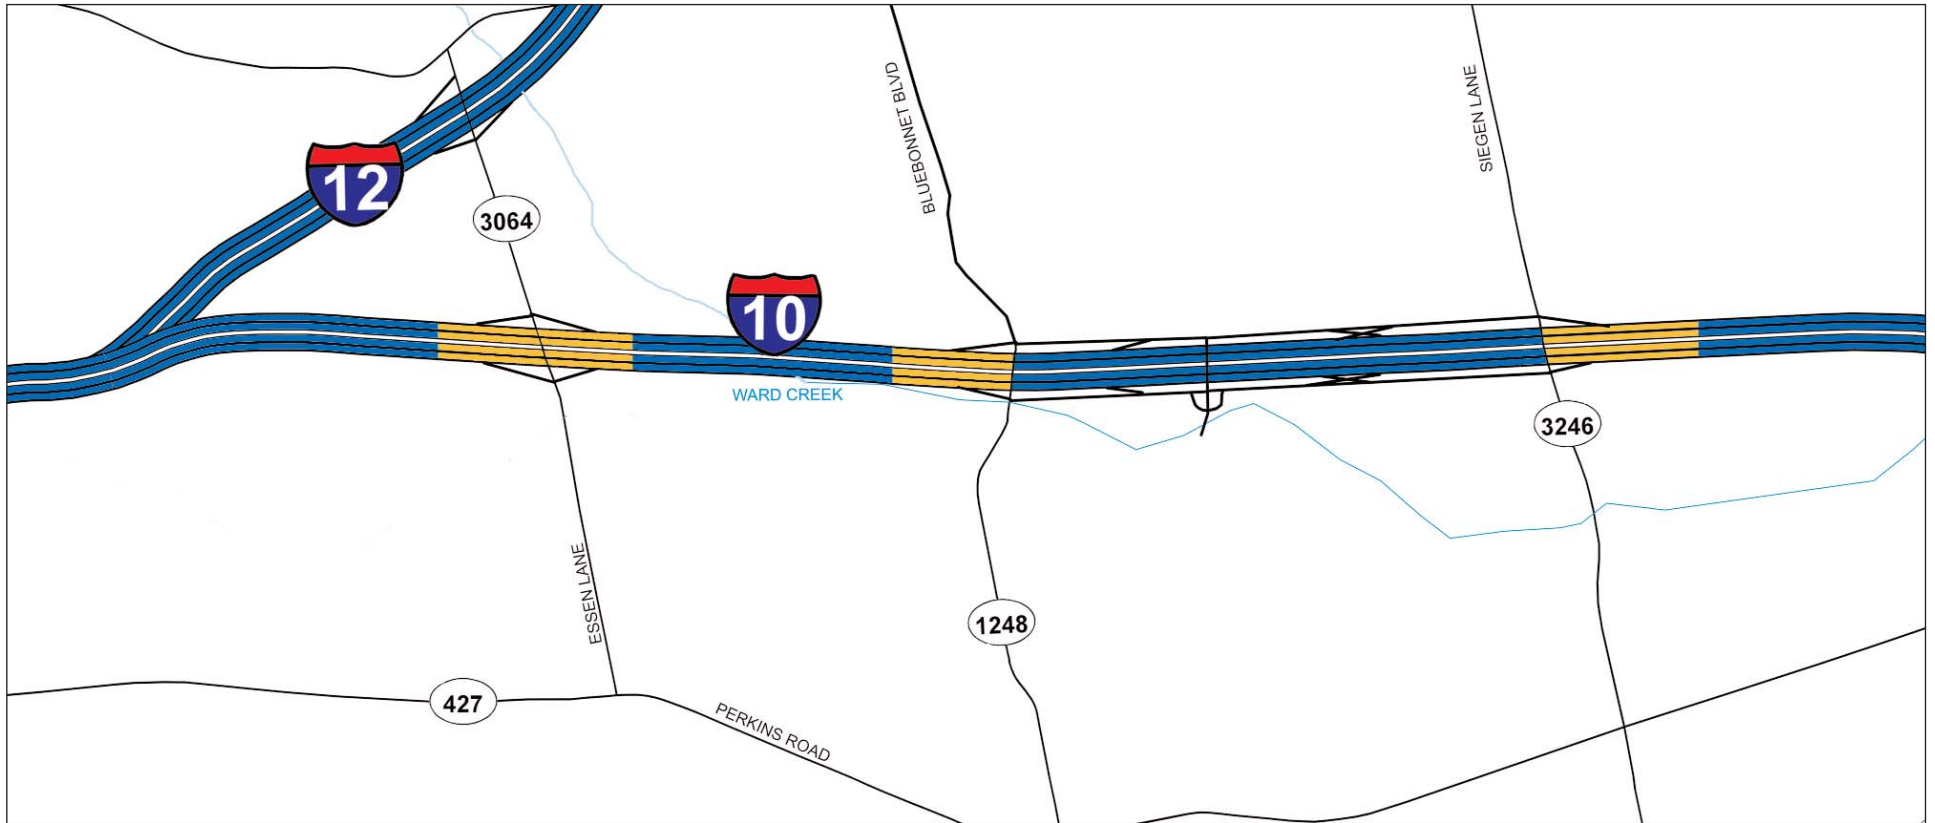 BLUEBONNET BLVD
SIEGEN LANE
12
3064
10
WARD CREEK
3246
ESSEN LANE
1248
427
PERKINS ROAD